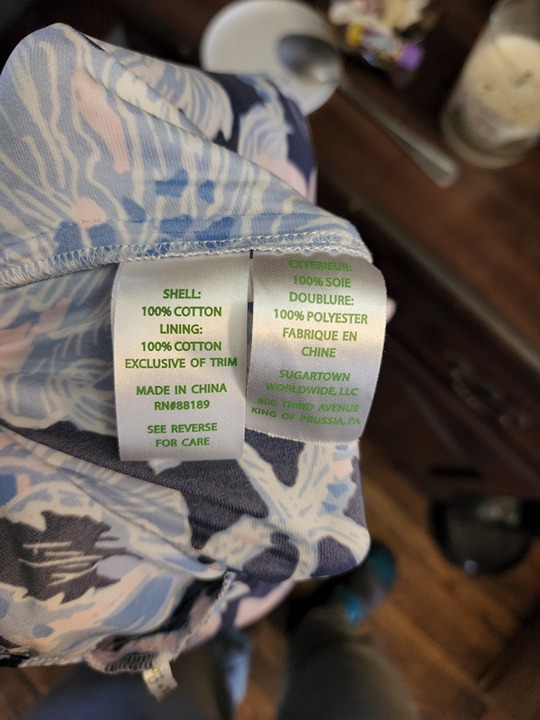 SHELL:
100% COTTON
LINING:
100% COTTON
EXCLUSIVE OF TRIM
MADE IN CHINA
RN#88189
SEE REVERSE
FOR CARE
EXTERIEUR:
100% SOIE
DOUBLURE:
100% POLYESTER
FABRIQUE EN
CHINE
SUGARTOWN
WORLDWIDE, LLC
800 THIRD AVENUE
KING OF PRUSSIA, PA